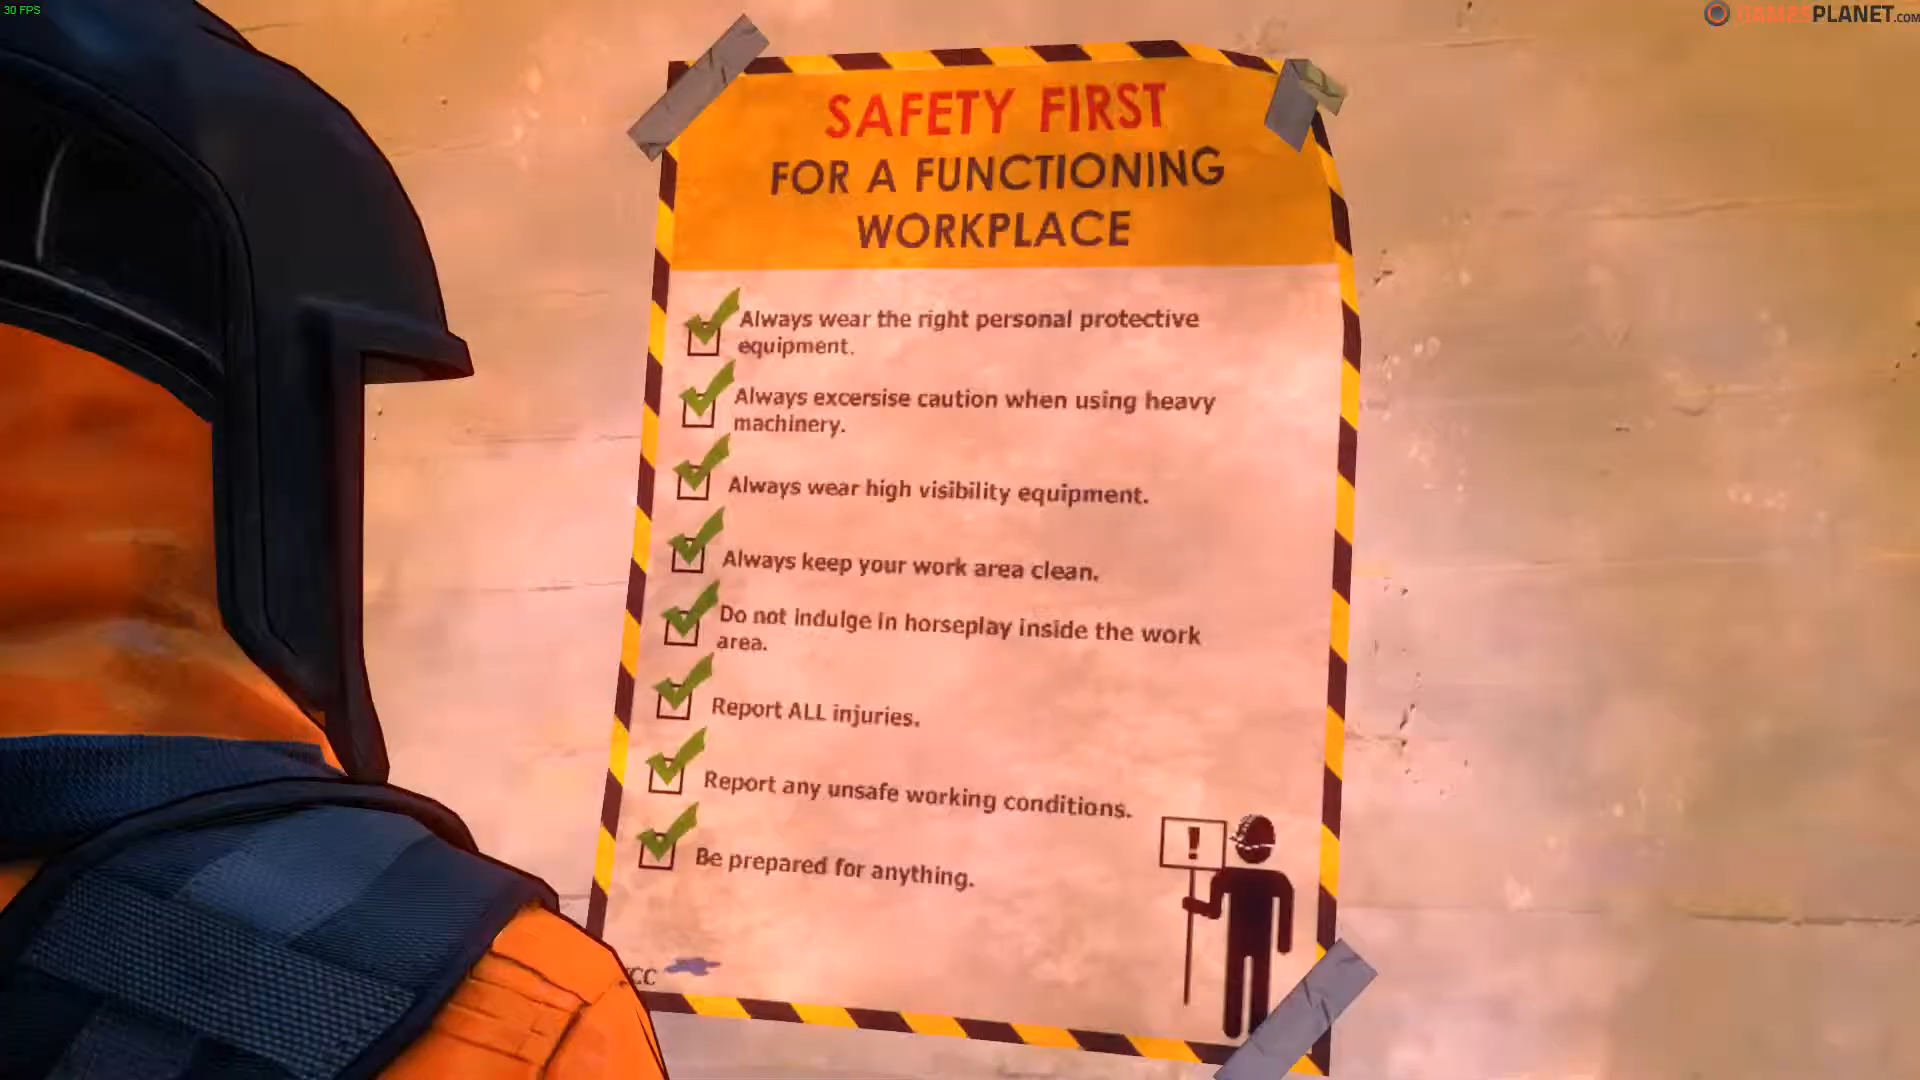 30 FPS
GAMESPLANET.COM
SAFETY FIRST
FOR A FUNCTIONING
WORKPLACE
Always wear the right personal protective
equipment.
Always excersise caution when using heavy
machinery.
Always wear high visibility equipment.
Always keep your work area clean.
Do not indulge in horseplay inside the work
area.
Report ALL injuries.
Report any unsafe working conditions.
!
Be prepared for anything.